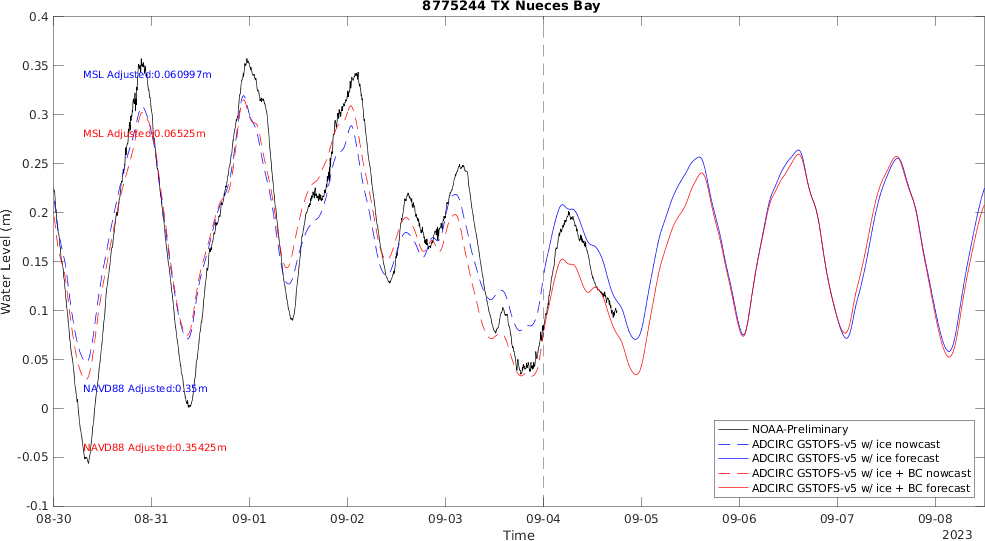 8775244 TX Nueces Bay
0.4
0.35
0.3
0.25
0.2
0.15
0.1
0.05
0
-0.05
-0.1
Water Level (m)
MSL Adjusted:0.060997m
MSL Adjusted:0.06525m
NAVD88 Adjusted:0.35m
NAVD88 Adjusted:0.35425m
NOAA-Preliminary
ADCIRC GSTOFS-v5 w/ ice nowcast
ADCIRC GSTOFS-v5 w/ ice forecast
ADCIRC GSTOFS-v5 w/ ice + BC nowcast
ADCIRC GSTOFS-v5 w/ ice + BC forecast
08-30 08-31 09-01 09-02 09-03 09-04 09-05 09-06 09-07 09-08
Time
2023